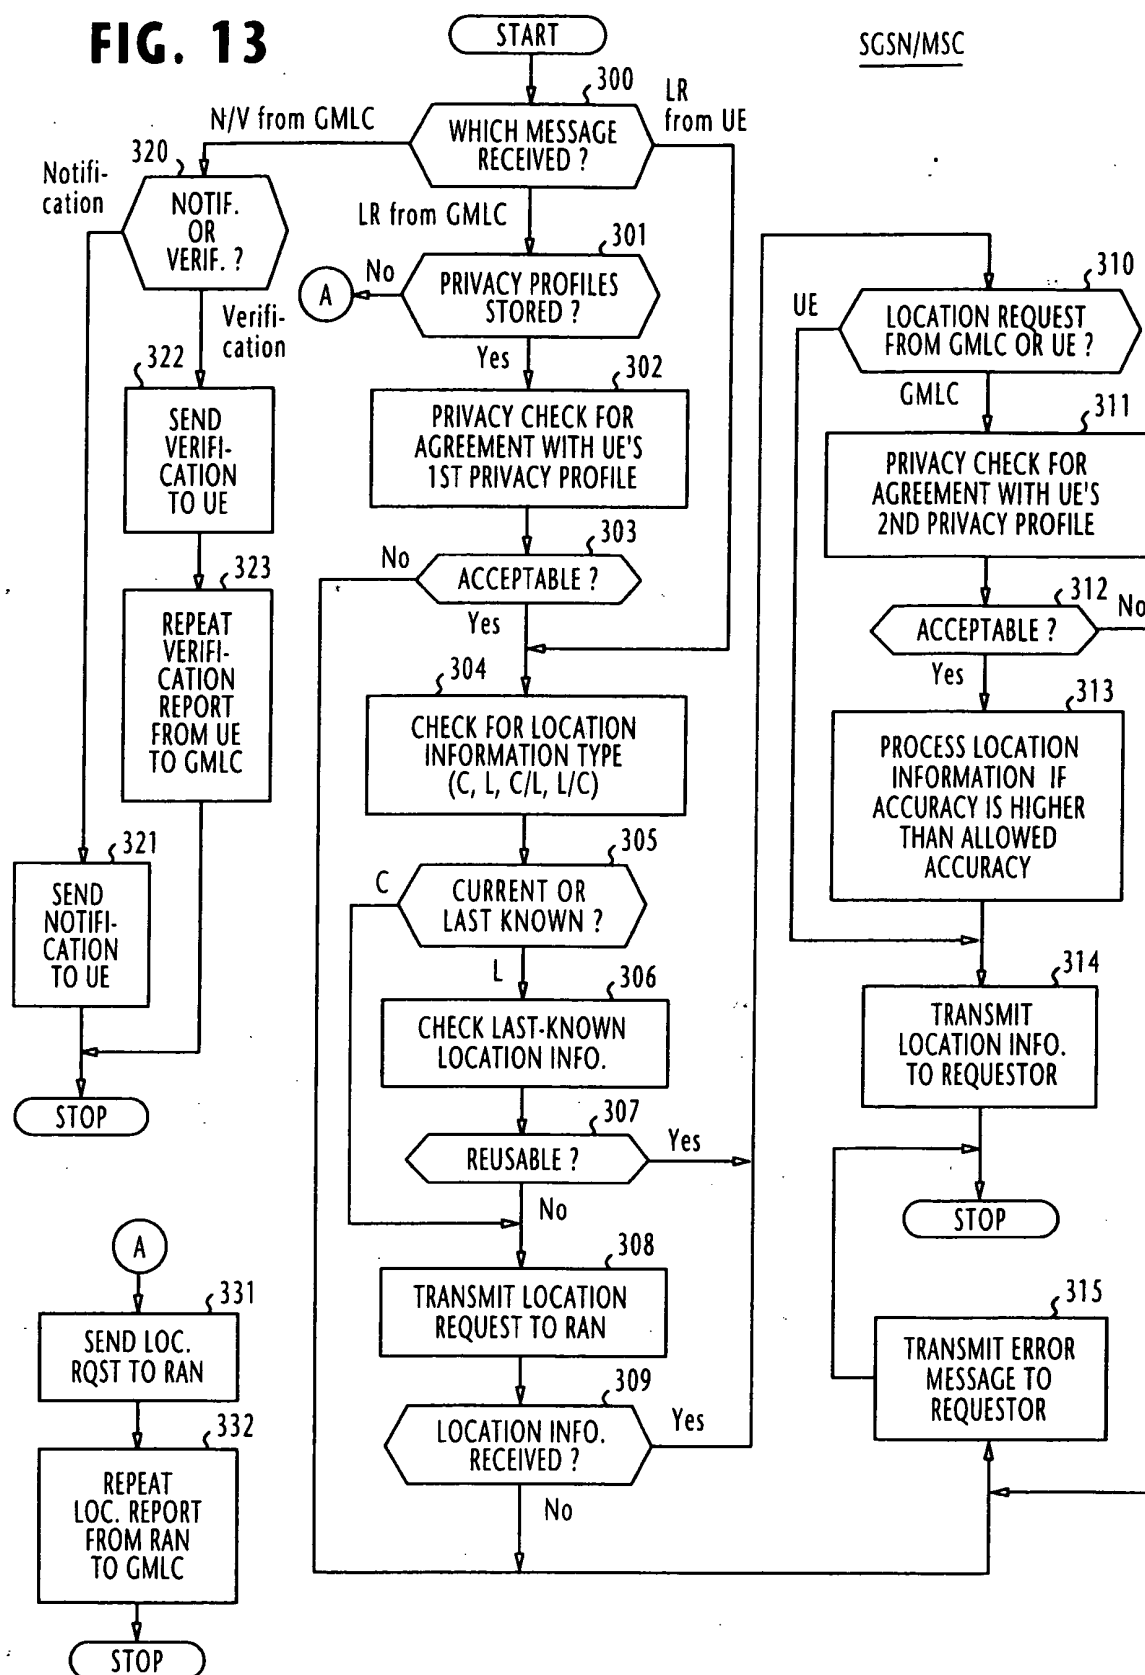 FIG. 13
START
SGSN/MSC
300
WHICH MESSAGE
RECEIVED ?
N/V from GMLC
LR
from UE
LR from GMLC
320
NOTIF.
OR
VERIF. ?
Notifi-
cation
Verifi-
cation
322
SEND
VERIFI-
CATION
TO UE
323
REPEAT
VERIFI-
CATION
REPORT
FROM UE
TO GMLC
321
SEND
NOTIFI-
CATION
TO UE
STOP
301
PRIVACY PROFILES
STORED ?
No
A
Yes
302
PRIVACY CHECK FOR
AGREEMENT WITH UE'S
1ST PRIVACY PROFILE
303
ACCEPTABLE ?
No
Yes
304
CHECK FOR LOCATION
INFORMATION TYPE
(C, L, C/L, L/C)
305
CURRENT OR
LAST KNOWN ?
C
L
306
CHECK LAST-KNOWN
LOCATION INFO.
307
REUSABLE ?
Yes
No
308
TRANSMIT LOCATION
REQUEST TO RAN
309
LOCATION INFO.
RECEIVED ?
Yes
No
310
LOCATION REQUEST
FROM GMLC OR UE ?
UE
GMLC
311
PRIVACY CHECK FOR
AGREEMENT WITH UE'S
2ND PRIVACY PROFILE
312
ACCEPTABLE ?
No
Yes
313
PROCESS LOCATION
INFORMATION IF
ACCURACY IS HIGHER
THAN ALLOWED
ACCURACY
314
TRANSMIT
LOCATION INFO.
TO REQUESTOR
STOP
315
TRANSMIT ERROR
MESSAGE TO
REQUESTOR
A
331
SEND LOC.
RQST TO RAN
332
REPEAT
LOC. REPORT
FROM RAN
TO GMLC
STOP